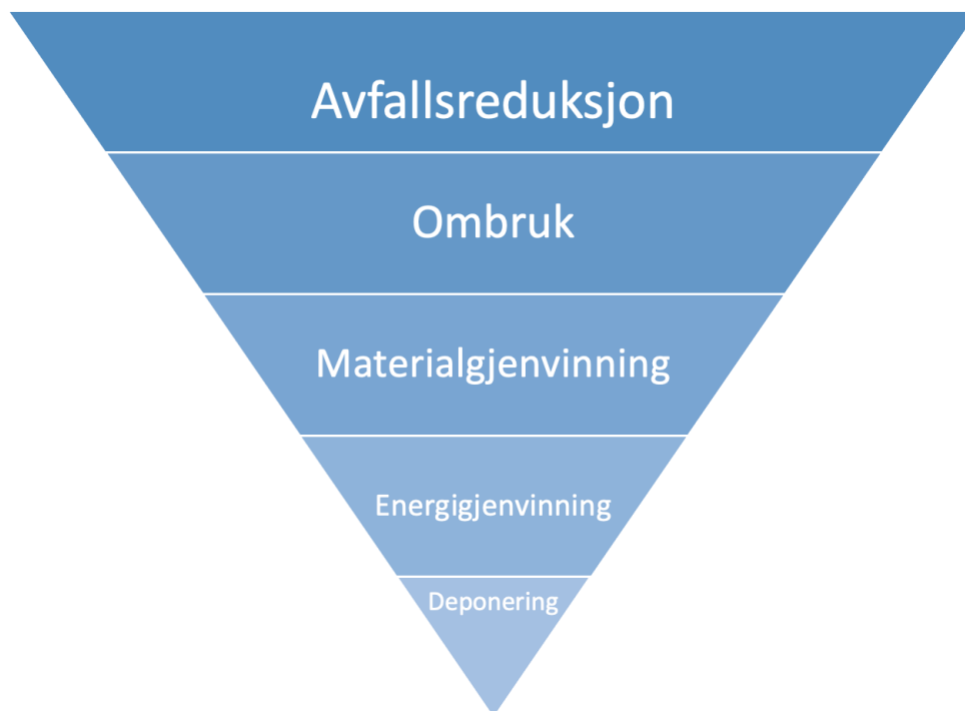 Avfallsreduksjon
Ombruk
Materialgjenvinning
Energigjenvinning
Deponering